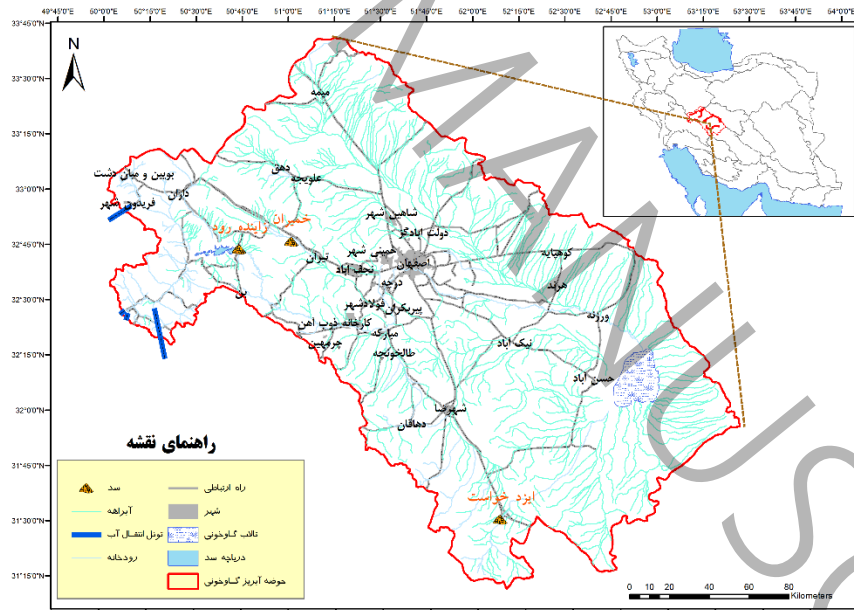 49°45'0"E 60°0'0"E 50°15'0"E 50°30'0"E 50°45'0"E 51°0'0"E 51°15'0"E 51°30'0"E 51°45'0"E 52°0'0"E 52°15'0"E 52°30'0"E 52°45'0"E 53°0'0"E 53°15'0"E 53°30'0"E 53°45'0"E 64°0'0"E
33°45'0"N
33°30'0"N
33°15'0"N
33°0'0"N
32°45'0"N
32°30'0"N
32°15'0"N
32°0'0"N
31°45'0"N
31°30'0"N
31°15'0"N
N
میمه
دهق
علویجه
بویین و میان دشت
داران
فریدون شهر
خمیران
زاینده رود
شاهین شهر
دولت آباد
گز
خمینی شهر
اصفهان
تیران
نجف آباد
درچه
کوهپایه
هرند
ورزنه
بن
فولادشهر
پیربکران
کارخانه ذوب آهن
مبارکه
چرمهین
طالخونچه
نیک آباد
حسن آباد
شهرضا
دهاقان
ایزد خواست
راهنمای نقشه
راه ارتباطی
سد
شهر
آبراهه
تالاب گاوخونی
تونل انتقال آب
دریاچه سد
رودخانه
حوضه آبریز گاوخونی
0 10 20 40 60 80
Kilometers